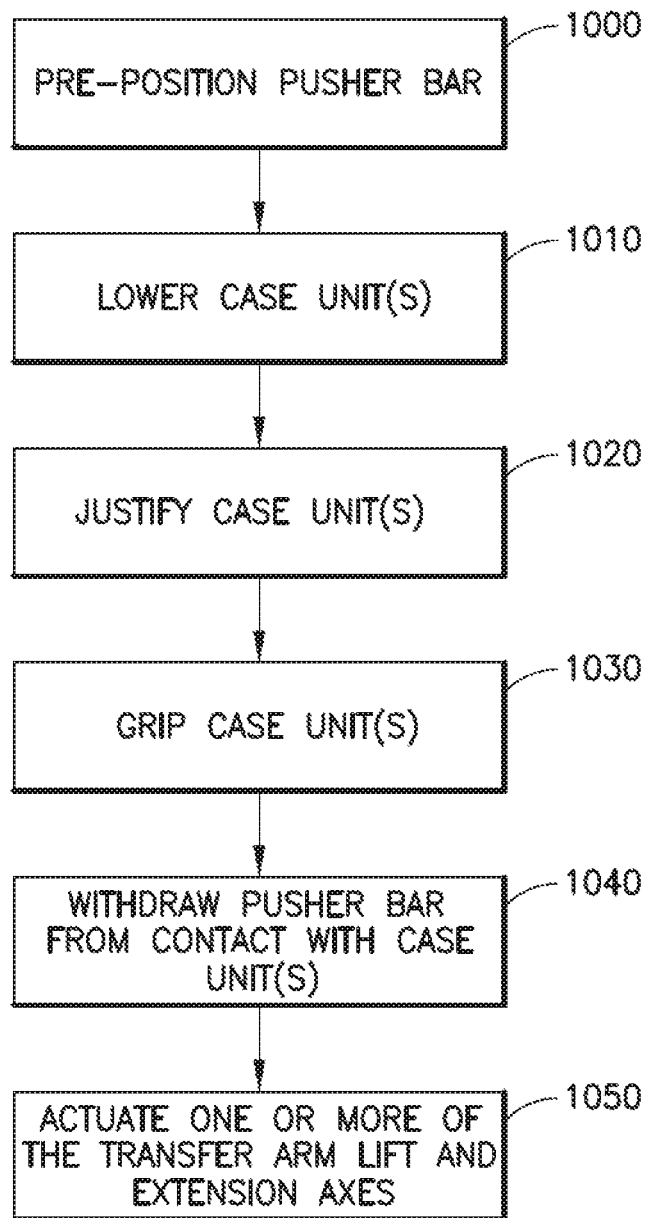 1000
PRE-POSITION PUSHER BAR
1010
LOWER CASE UNIT(S)
1020
JUSTIFY CASE UNIT(S)
1030
GRIP CASE UNIT(S)
1040
WITHDRAW PUSHER BAR
FROM CONTACT WITH CASE
UNIT(S)
1050
ACTUATE ONE OR MORE OF
THE TRANSFER ARM LIFT AND
EXTENSION AXES